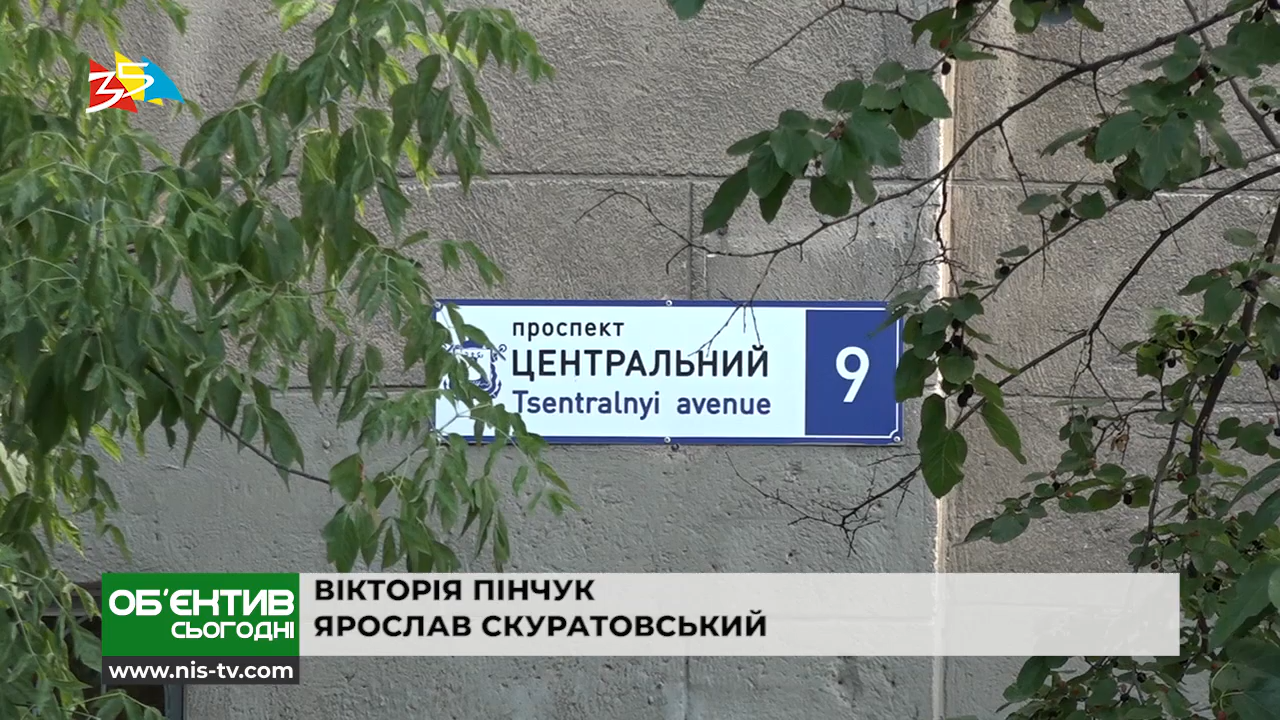 35
проспект
ЦЕНТРАЛЬНИЙ
Tsentralnyi avenue
9
ОБ'ЄКТИВ
СЬОГОДНІ
www.nis-tv.com
ВІКТОРІЯ ПІНЧУК
ЯРОСЛАВ СКУРАТОВСЬКИЙ